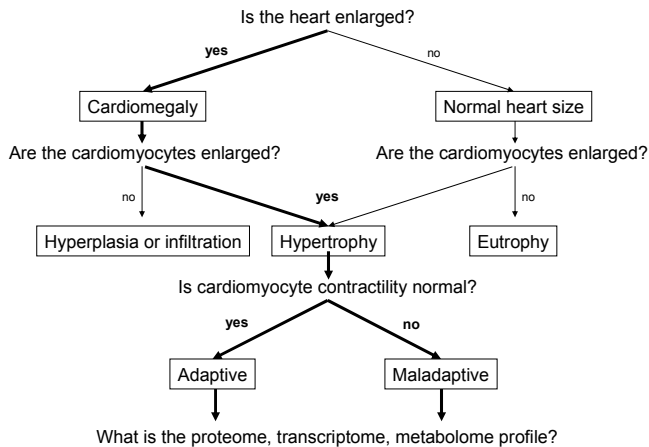 Is the heart enlarged?
yes
no
Cardiomegaly
Normal heart size
Are the cardiomyocytes enlarged?
Are the cardiomyocytes enlarged?
no
yes
no
Hyperplasia or infiltration
Hypertrophy
Eutrophy
Is cardiomyocyte contractility normal?
yes
no
Adaptive
Maladaptive
What is the proteome, transcriptome, metabolome profile?